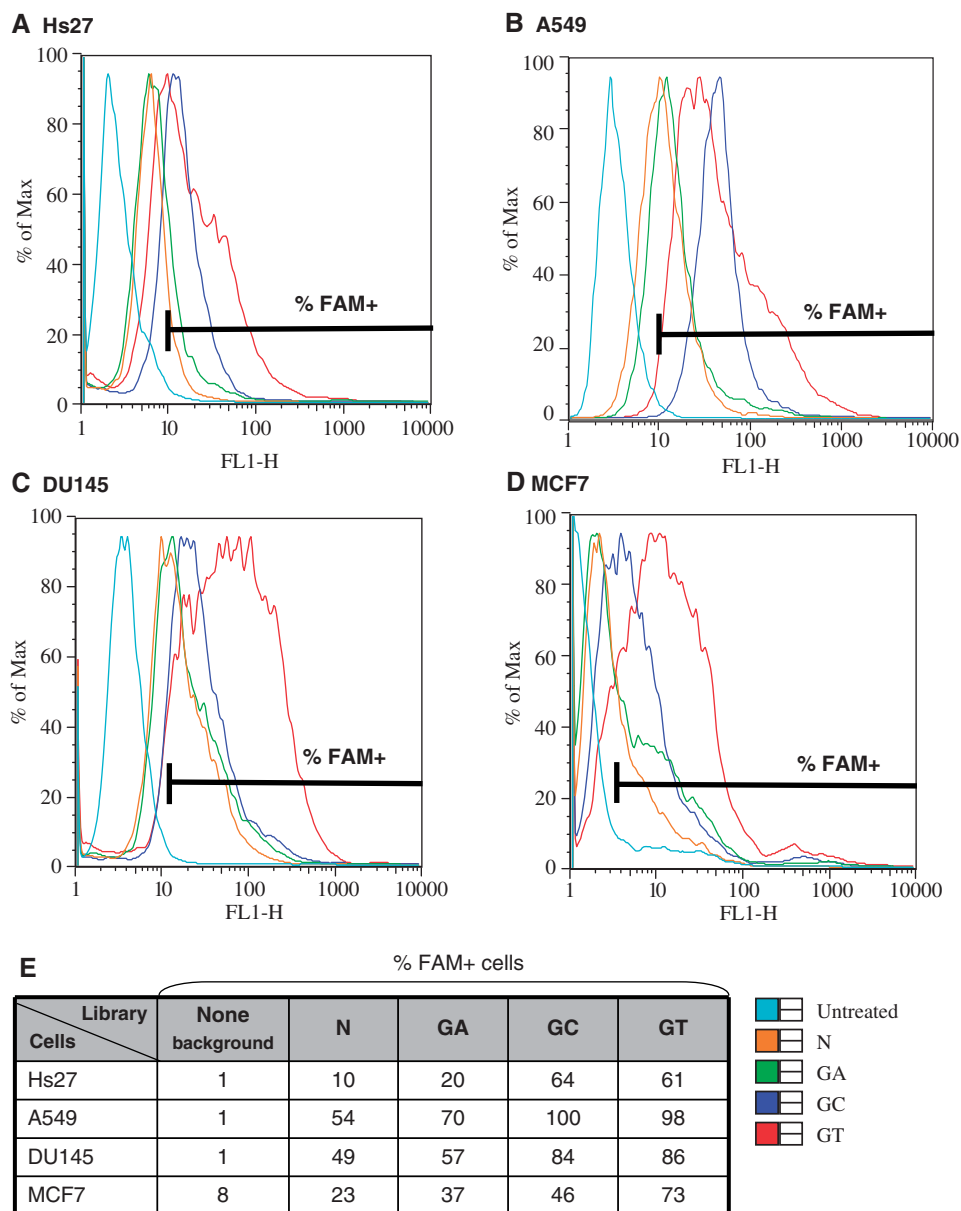 A Hs27
100
80
60
40
20
0
% of Max
% FAM+
1 10 100 1000 10000
FL1-H
B A549
100
80
60
40
20
0
% of Max
% FAM+
1 10 100 1000 10000
FL1-H
C DU145
100
80
60
40
20
0
% of Max
% FAM+
1 10 100 1000 10000
FL1-H
D MCF7
100
80
60
40
20
0
% of Max
% FAM+
1 10 100 1000 10000
FL1-H
E
% FAM+ cells
Library
Cells
None background N GA GC GT
Hs27 1 10 20 64 61
A549 1 54 70 100 98
DU145 1 49 57 84 86
MCF7 8 23 37 46 73
Untreated
N
GA
GC
GT